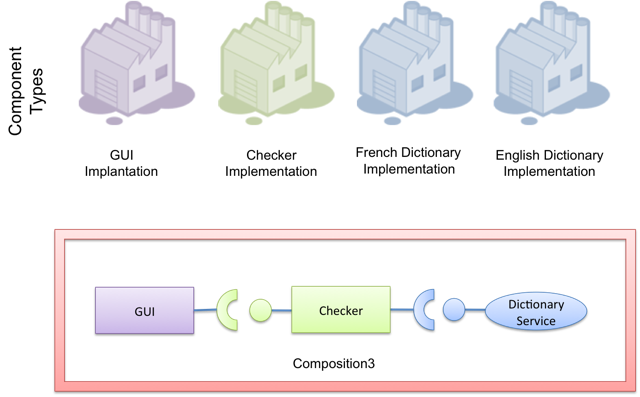 Component
Types
GUI
Implantation
Checker
Implementation
French Dictionary
Implementation
English Dictionary
Implementation
GUI
Checker
Dictionary
Service
Composition3